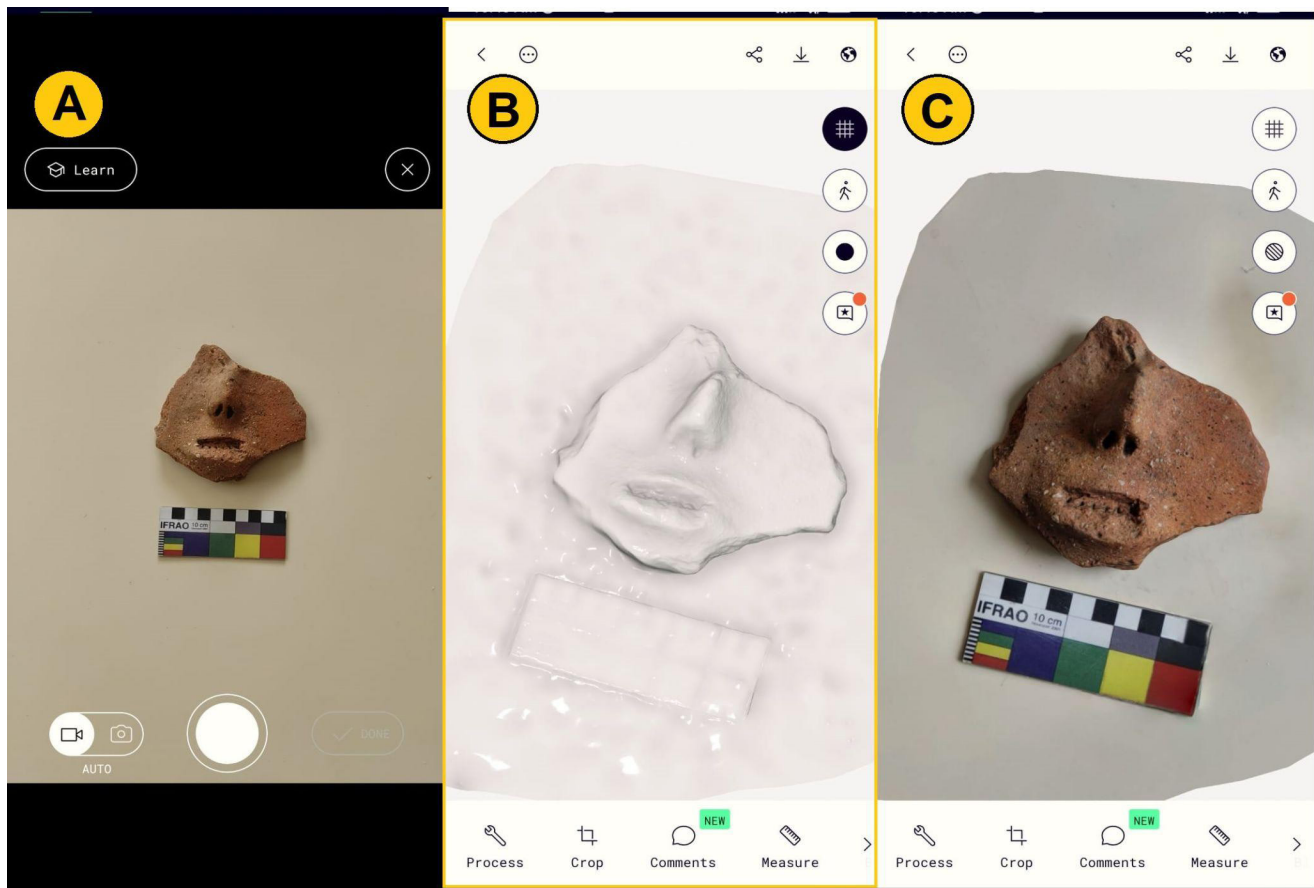 A
Learn
IFRAO 10 cm
DONE
AUTO
B
NEW
Process
Crop
Comments
Measure
C
IFRAO 10 cm
NEW
Process
Crop
Comments
Measure